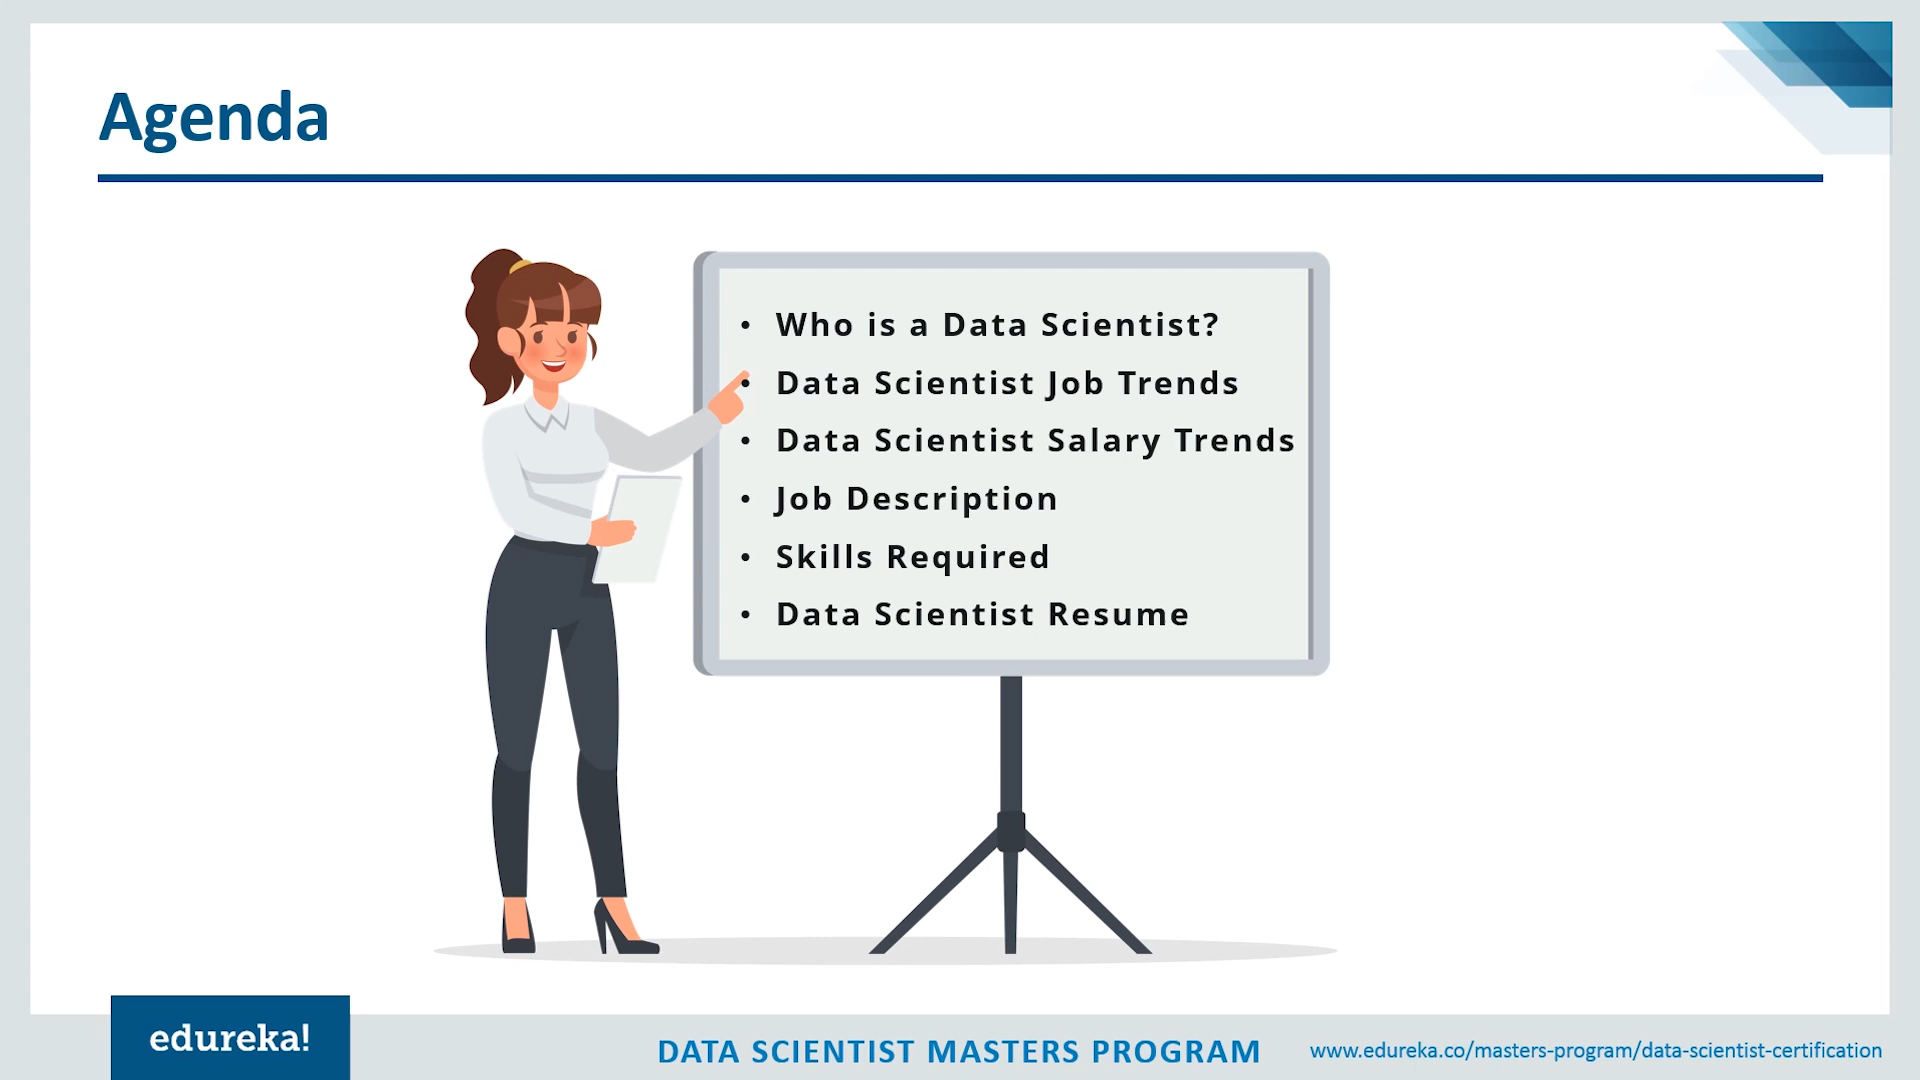 Agenda
• Who is a Data Scientist?
• Data Scientist Job Trends
• Data Scientist Salary Trends
• Job Description
• Skills Required
• Data Scientist Resume
edureka!
DATA SCIENTIST MASTERS PROGRAM
www.edureka.co/masters-program/data-scientist-certification